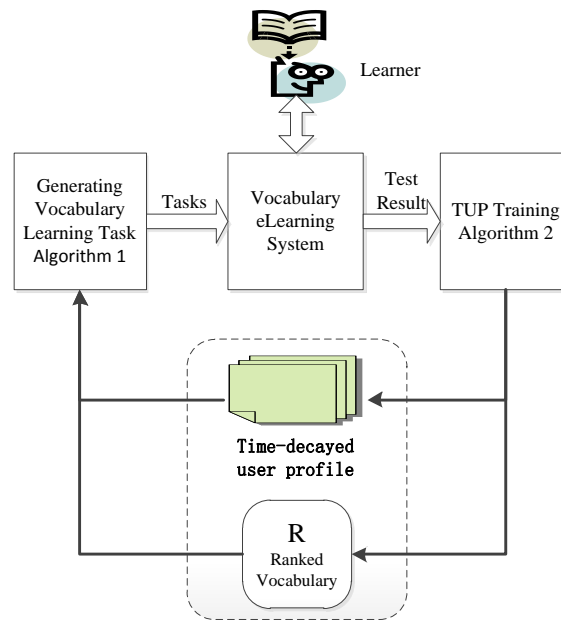 Learner
Generating
Vocabulary
Learning Task
Algorithm 1
Tasks
Vocabulary
eLearning
System
Test
Result
TUP Training
Algorithm 2
Time-decayed
user profile
R
Ranked
Vocabulary